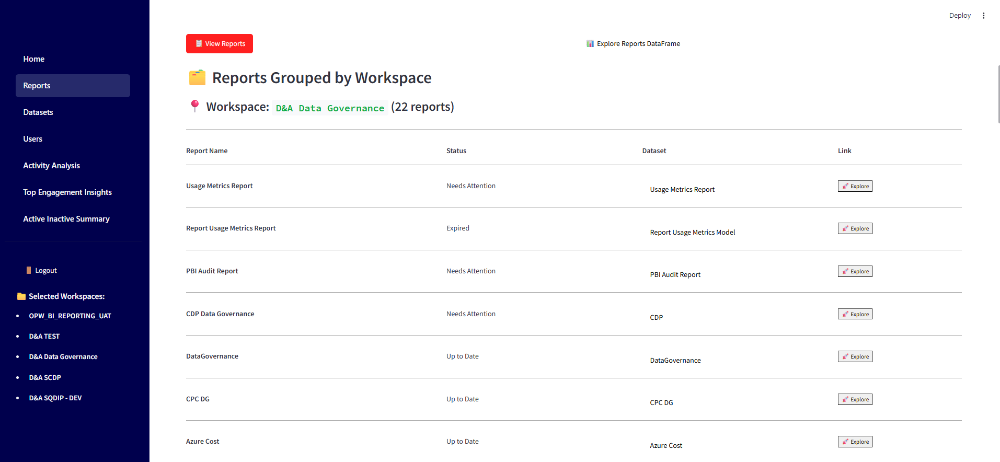 Deploy
Home
Reports
Datasets
Users
Activity Analysis
Top Engagement Insights
Active Inactive Summary
Logout
Selected Workspaces:
• OPW_BI_REPORTING_UAT
• D&A TEST
• D&A Data Governance
• D&A SCDP
• D&A SQDIP - DEV
View Reports
Explore Reports DataFrame
Reports Grouped by Workspace
Workspace: D&A Data Governance (22 reports)
Report Name Status Dataset Link
Usage Metrics Report Needs Attention Usage Metrics Report Explore
Report Usage Metrics Report Expired Report Usage Metrics Model Explore
PBI Audit Report Needs Attention PBI Audit Report Explore
CDP Data Governance Needs Attention CDP Explore
DataGovernance Up to Date DataGovernance Explore
CPC DG Up to Date CPC DG Explore
Azure Cost Up to Date Azure Cost Explore